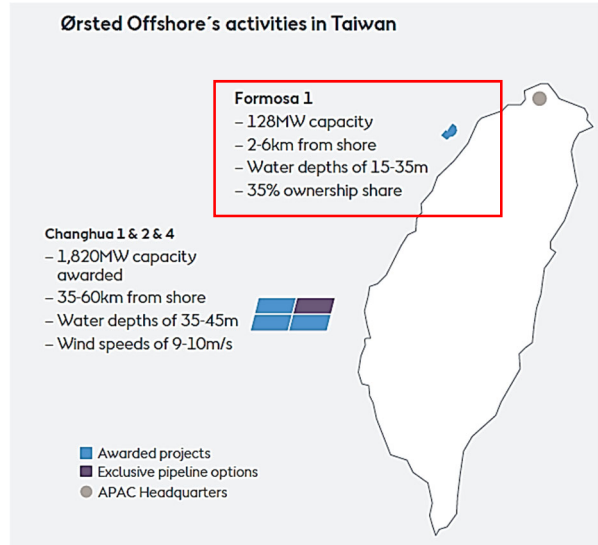 Ørsted Offshore´s activities in Taiwan
Formosa 1
– 128MW capacity
– 2-6km from shore
– Water depths of 15-35m
– 35% ownership share
Changhua 1 & 2 & 4
– 1,820MW capacity
awarded
– 35-60km from shore
– Water depths of 35-45m
– Wind speeds of 9-10m/s
Awarded projects
Exclusive pipeline options
APAC Headquarters